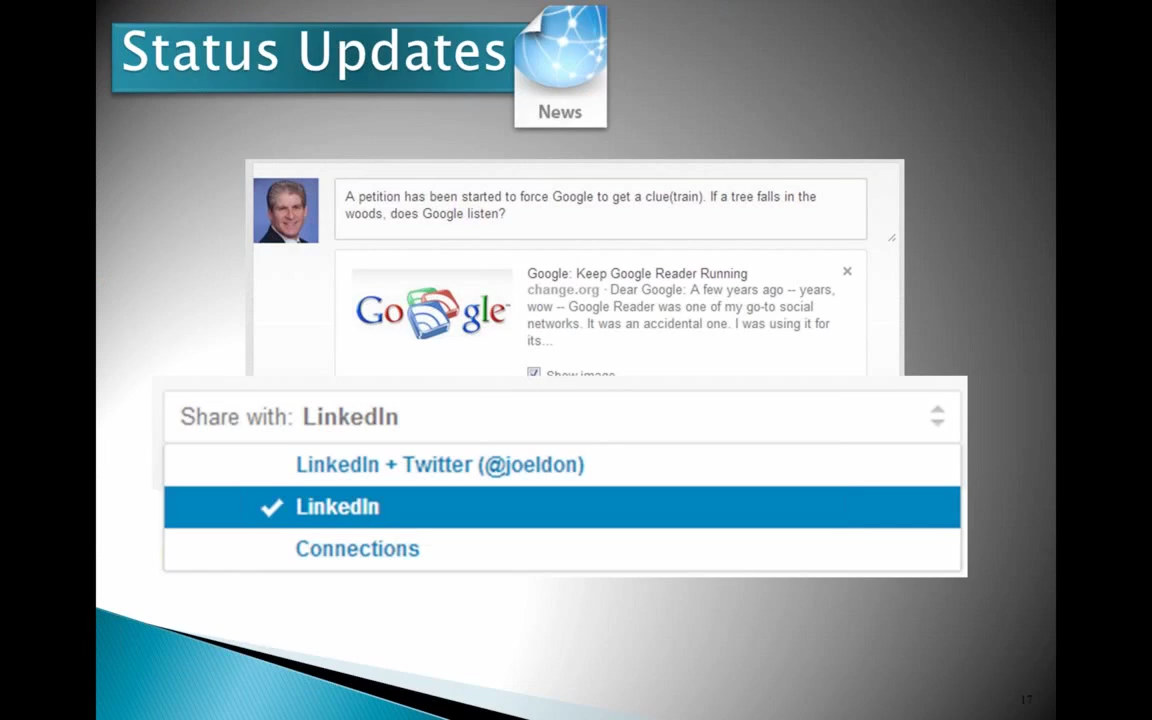 Status Updates
News
A petition has been started to force Google to get a clue(train). If a tree falls in the
woods, does Google listen?
Google
Google: Keep Google Reader Running
change.org · Dear Google: A few years ago -- years,
wow -- Google Reader was one of my go-to social
networks. It was an accidental one. I was using it for
its...
Show image
Share with: LinkedIn
LinkedIn + Twitter (@joeldon)
LinkedIn
Connections
17